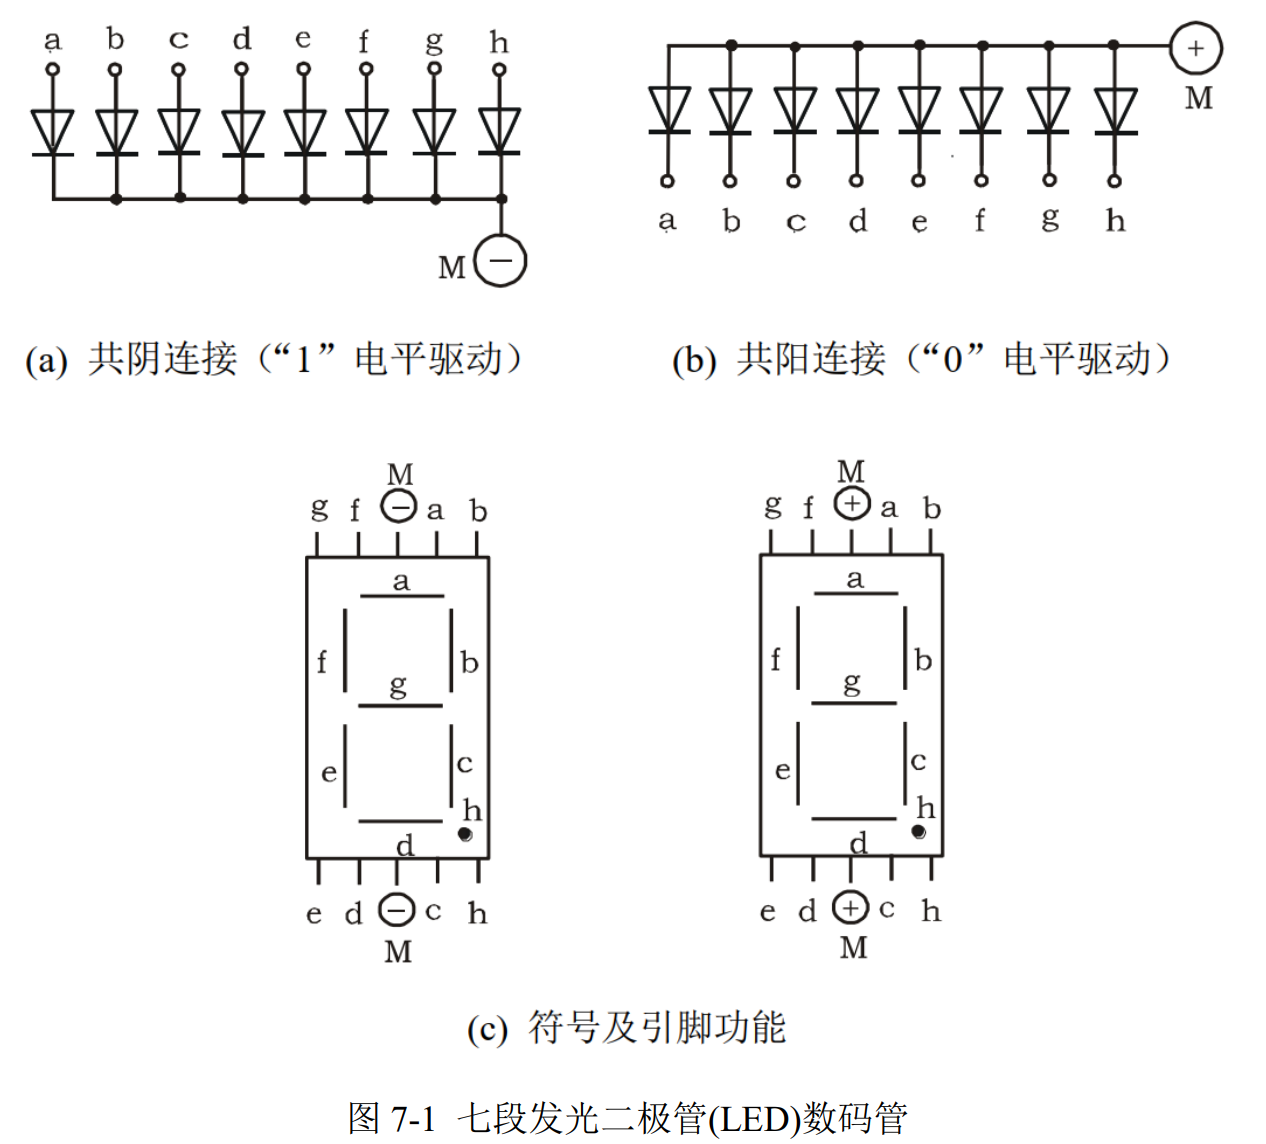 a b c d e f g h
M
(a) 共阴连接（“1”电平驱动）
M
a b c d e f g h
(b) 共阳连接（“0”电平驱动）
M
g f a b
a
f b
g
e c
h
d
e d c h
M
M
g f a b
a
f b
g
e c
h
d
e d c h
M
(c) 符号及引脚功能
图 7-1 七段发光二极管(LED)数码管